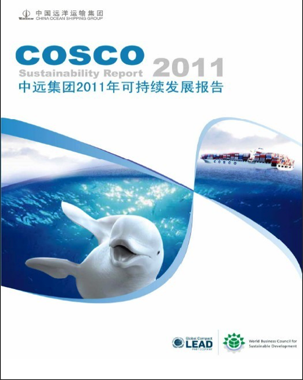 中国远洋运输集团
CHINA OCEAN SHIPPING GROUP
COSCO 2011
Sustainability Report
中远集团2011年可持续发展报告
Global Compact
LEAD
World Business Council for
Sustainable Development